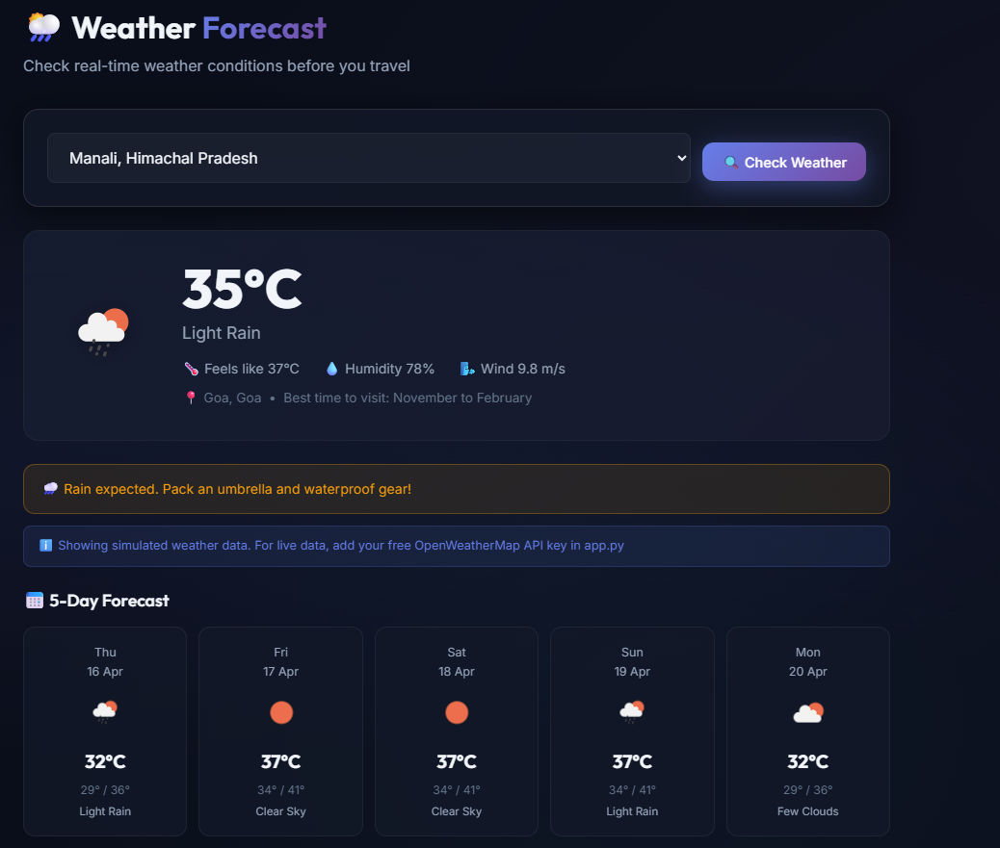 Weather Forecast
Check real-time weather conditions before you travel
Manali, Himachal Pradesh
Check Weather
35°C
Light Rain
Feels like 37°C Humidity 78% Wind 9.8 m/s
Goa, Goa • Best time to visit: November to February
Rain expected. Pack an umbrella and waterproof gear!
Showing simulated weather data. For live data, add your free OpenWeatherMap API key in app.py
5-Day Forecast
Thu
16 Apr
32°C
29° / 36°
Light Rain
Fri
17 Apr
37°C
34° / 41°
Clear Sky
Sat
18 Apr
37°C
34° / 41°
Clear Sky
Sun
19 Apr
37°C
34° / 41°
Light Rain
Mon
20 Apr
32°C
29° / 36°
Few Clouds